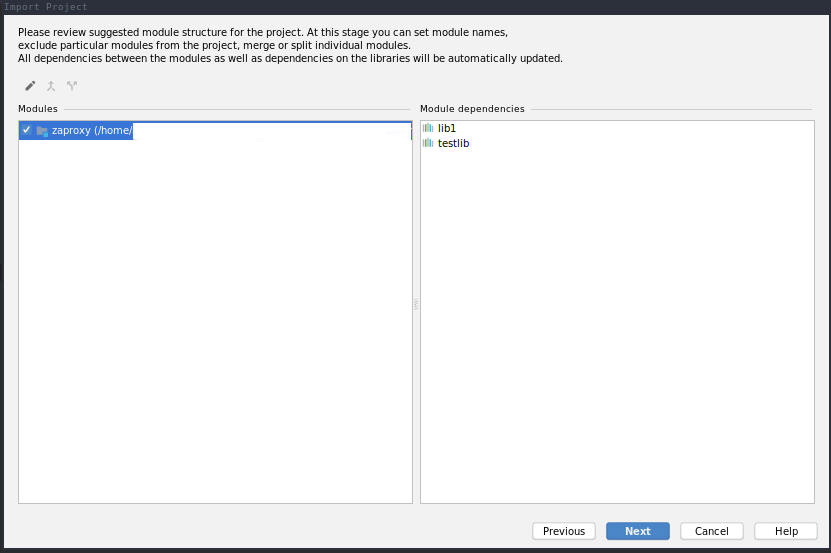 Import Project
Please review suggested module structure for the project. At this stage you can set module names,
exclude particular modules from the project, merge or split individual modules.
All dependencies between the modules as well as dependencies on the libraries will be automatically updated.
Modules
zaproxy (/home/
Module dependencies
lib1
testlib
Previous
Next
Cancel
Help